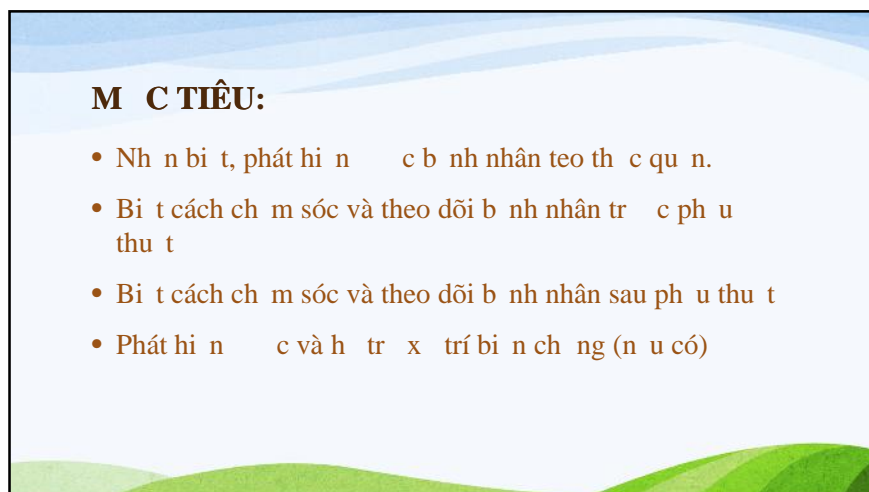 M   C TIÊU:
• Nh  n bi  t, phát hi  n      c b  nh nhân teo th  c qu  n.
• Bi  t cách ch  m sóc và theo dõi b  nh nhân tr    c ph  u
thu  t
• Bi  t cách ch  m sóc và theo dõi b  nh nhân sau ph  u thu  t
• Phát hi  n      c và h   tr   x   trí bi  n ch  ng (n  u có)